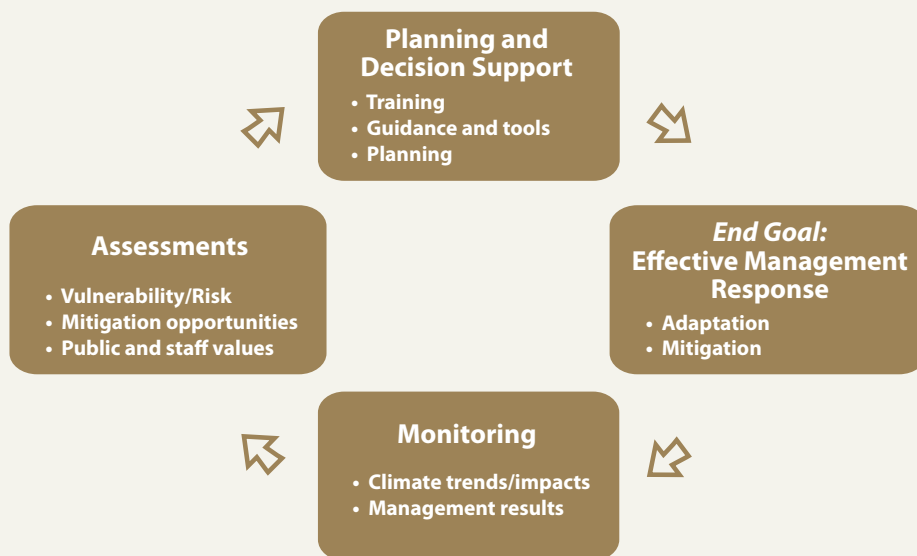 Planning and
Decision Support
• Training
• Guidance and tools
• Planning
Assessments
• Vulnerability/Risk
• Mitigation opportunities
• Public and staff values
End Goal:
Effective Management
Response
• Adaptation
• Mitigation
Monitoring
• Climate trends/impacts
• Management results